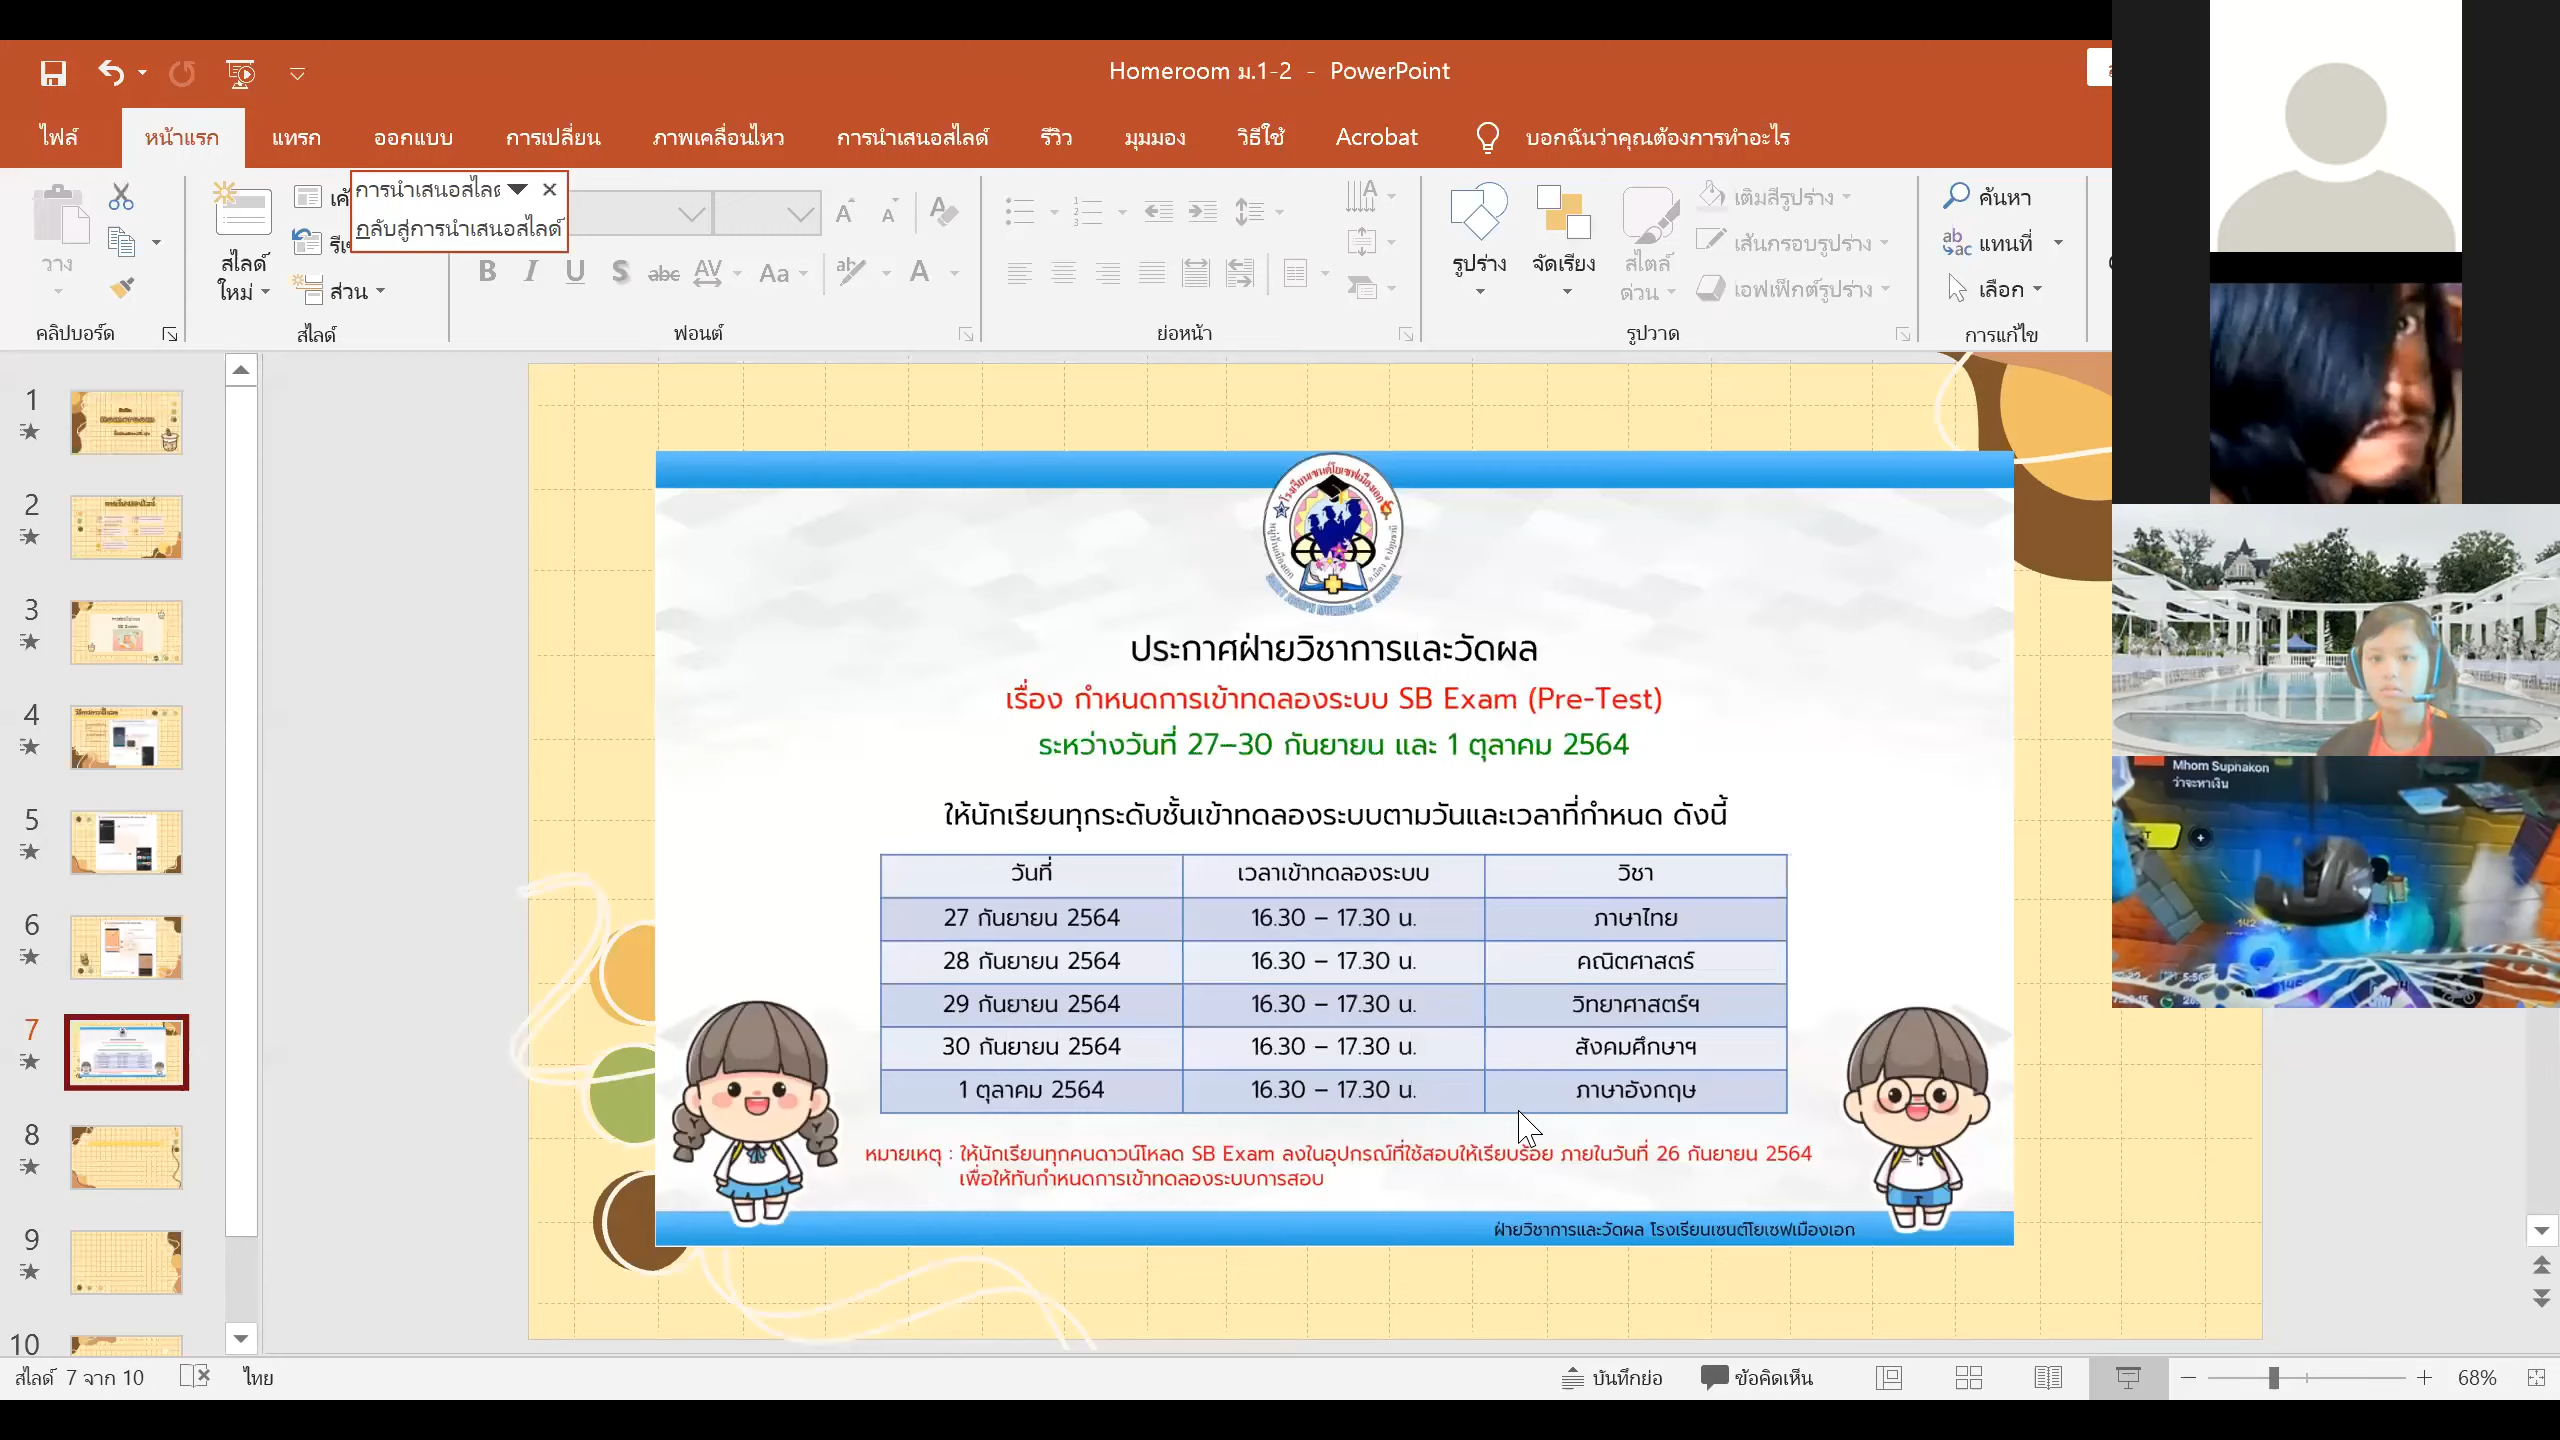 Homeroom ม.1-2 - PowerPoint
ไฟล์ หน้าแรก แทรก ออกแบบ การเปลี่ยน ภาพเคลื่อนไหว การนำเสนอสไลด์ รีวิว มุมมอง วิธีใช้ Acrobat บอกฉันว่าคุณต้องการทำอะไร
การนำเสนอสไลด์
กลับสู่การนำเสนอสไลด์
วาง
สไลด์ใหม่
ส่วน
รูปร่าง
จัดเรียง
สไตล์ด่วน
เติมสีรูปร่าง
เส้นกรอบรูปร่าง
เอฟเฟ็กต์รูปร่าง
ค้นหา
แทนที่
เลือก
คลิปบอร์ด สไลด์ ฟอนต์ ย่อหน้า รูปวาด การแก้ไข
1
2
3
4
5
6
7
8
9
10
ประกาศฝ่ายวิชาการและวัดผล
เรื่อง กำหนดการเข้าทดลองระบบ SB Exam (Pre-Test)
ระหว่างวันที่ 27–30 กันยายน และ 1 ตุลาคม 2564
ให้นักเรียนทุกระดับชั้นเข้าทดลองระบบตามวันและเวลาที่กำหนด ดังนี้
วันที่ เวลาเข้าทดลองระบบ วิชา
27 กันยายน 2564 16.30 – 17.30 น. ภาษาไทย
28 กันยายน 2564 16.30 – 17.30 น. คณิตศาสตร์
29 กันยายน 2564 16.30 – 17.30 น. วิทยาศาสตร์ฯ
30 กันยายน 2564 16.30 – 17.30 น. สังคมศึกษาฯ
1 ตุลาคม 2564 16.30 – 17.30 น. ภาษาอังกฤษ
หมายเหตุ : ให้นักเรียนทุกคนดาวน์โหลด SB Exam ลงในอุปกรณ์ที่ใช้สอบให้เรียบร้อย ภายในวันที่ 26 กันยายน 2564
เพื่อให้ทันกำหนดการเข้าทดลองระบบการสอบ
ฝ่ายวิชาการและวัดผล โรงเรียนเซนต์โยเซฟเมืองเอก
Mhom Suphakon
ว่าจะหาเงิน
สไลด์ 7 จาก 10 ไทย บันทึกย่อ ข้อคิดเห็น 68%